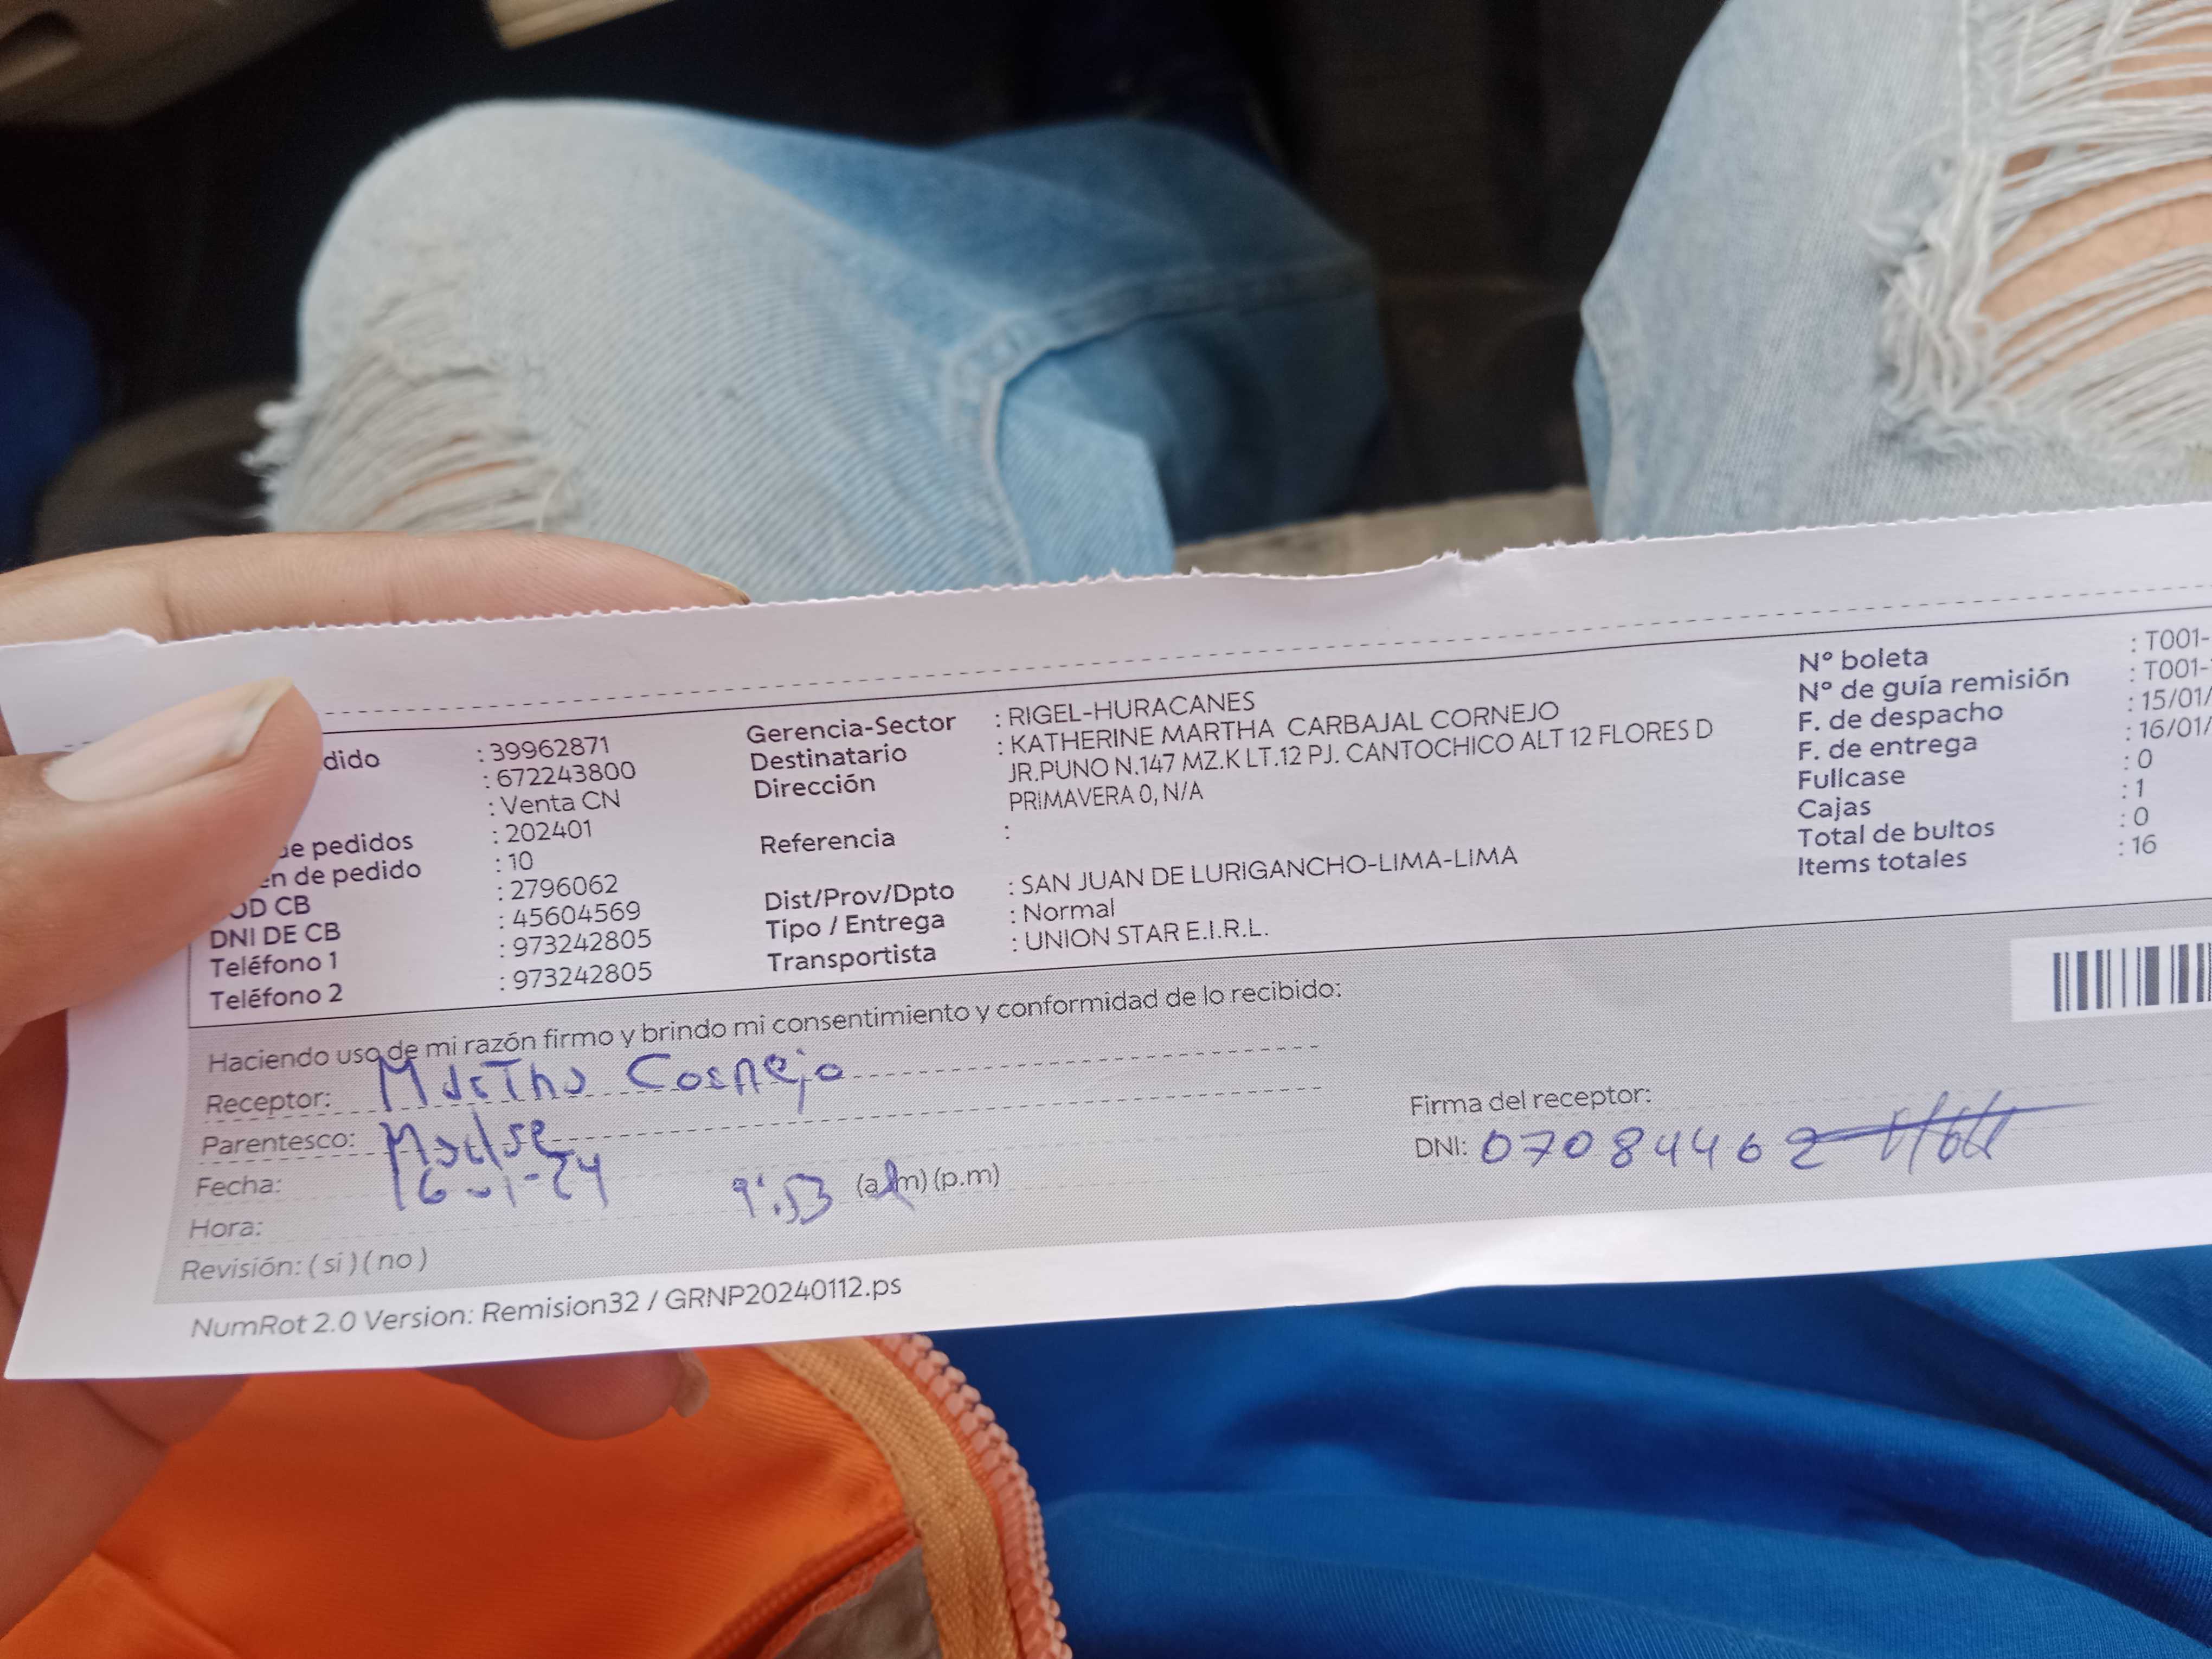 dido : 39962871
: 672243800
: Venta CN
de pedidos : 202401
en de pedido : 10
OD CB : 2796062
DNI DE CB : 45604569
Teléfono 1 : 973242805
Teléfono 2 : 973242805
Gerencia-Sector : RIGEL-HURACANES
Destinatario : KATHERINE MARTHA CARBAJAL CORNEJO
Dirección JR.PUNO N.147 MZ.K LT.12 PJ. CANTOCHICO ALT 12 FLORES D
PRIMAVERA 0, N/A
Referencia :
Dist/Prov/Dpto : SAN JUAN DE LURIGANCHO-LIMA-LIMA
Tipo / Entrega : Normal
Transportista : UNION STAR E.I.R.L.
N° boleta : T001-
N° de guía remisión : T001-
F. de despacho : 15/01/
F. de entrega : 16/01/
Fullcase : 0
Cajas : 1
Total de bultos : 0
Items totales : 16
Haciendo uso de mi razón firmo y brindo mi consentimiento y conformidad de lo recibido:
Receptor: Martha Cornejo
Parentesco: Madre
Fecha: 16-01-24
Hora: 9:53 (a.m) (p.m)
Revisión: ( si ) ( no )
Firma del receptor:
DNI: 07084462
NumRot 2.0 Version: Remision32 / GRNP20240112.ps